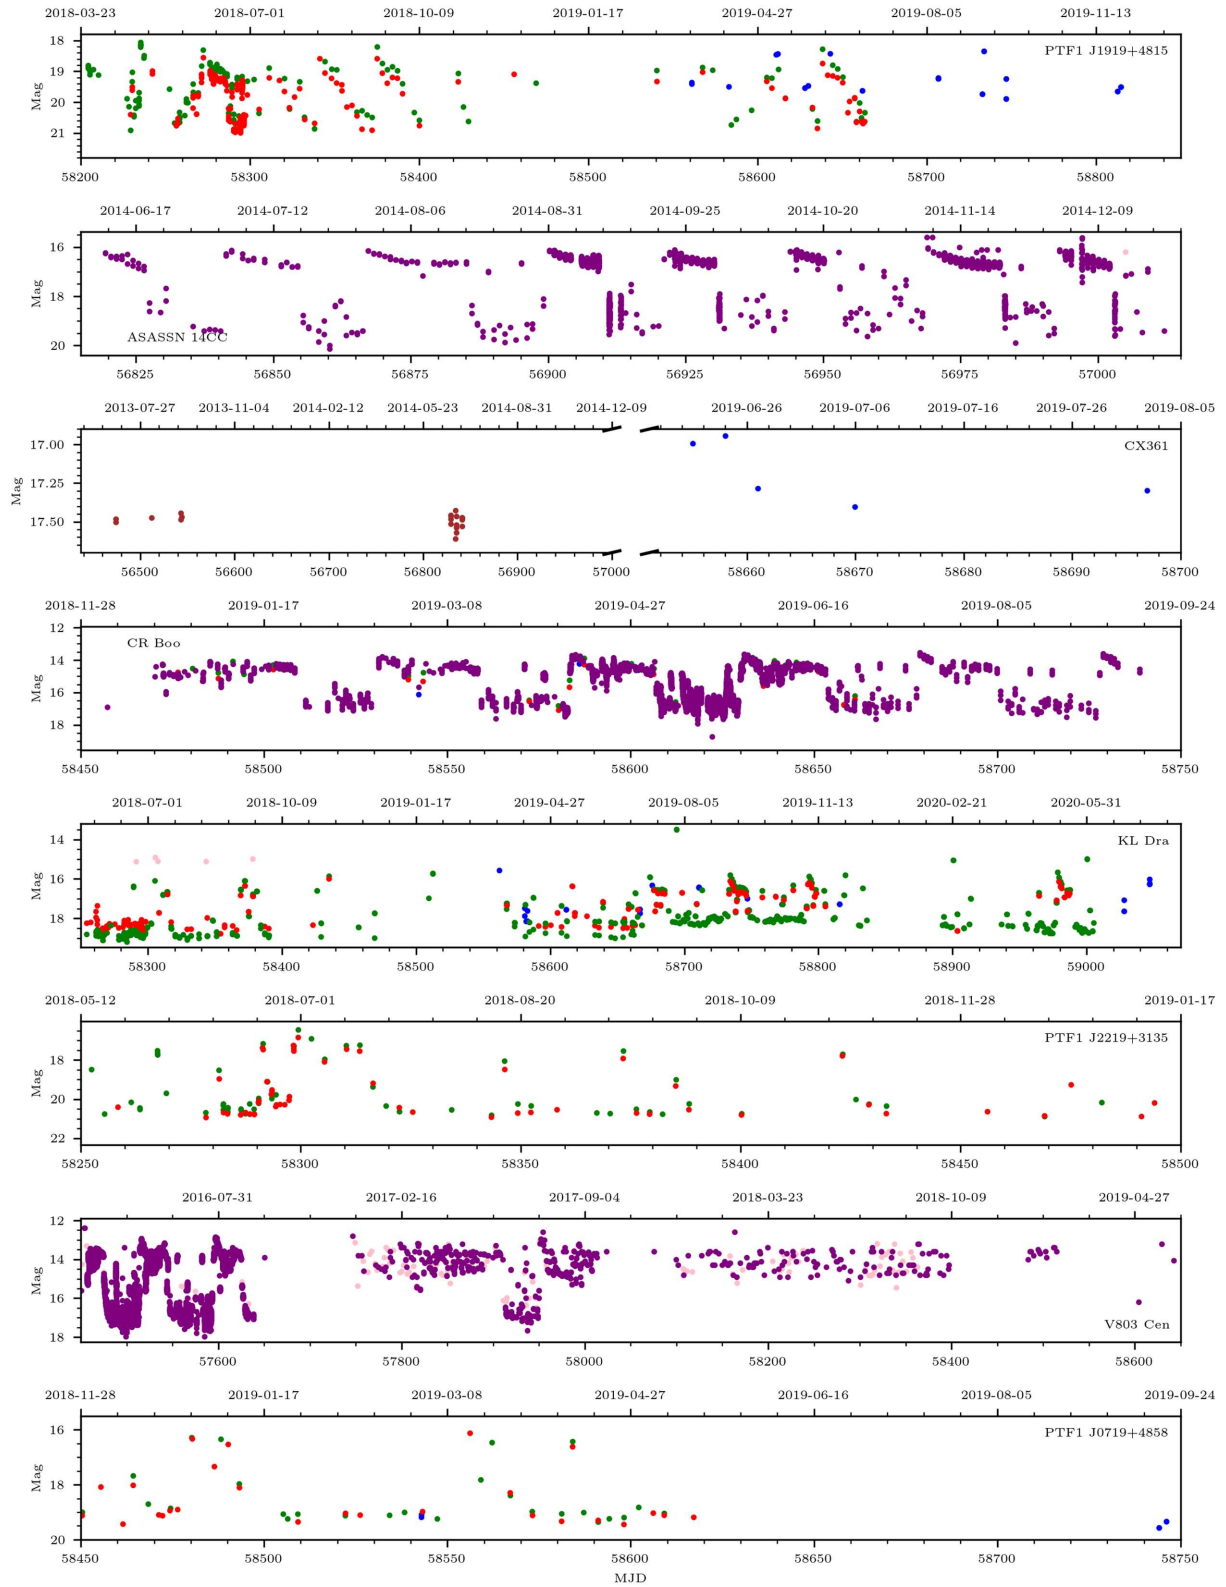 2018-03-23 2018-07-01 2018-10-09 2019-01-17 2019-04-27 2019-08-05 2019-11-13
PTF1 J1919+4815
Mag
18
19
20
21
58200 58300 58400 58500 58600 58700 58800
2014-06-17 2014-07-12 2014-08-06 2014-08-31 2014-09-25 2014-10-20 2014-11-14 2014-12-09
Mag
16
18
20
ASASSN 14CC
56825 56850 56875 56900 56925 56950 56975 57000
2013-07-27 2013-11-04 2014-02-12 2014-05-23 2014-08-31 2014-12-09 2019-06-26 2019-07-06 2019-07-16 2019-07-26 2019-08-05
CX361
Mag
17.00
17.25
17.50
56500 56600 56700 56800 56900 57000 58660 58670 58680 58690 58700
2018-11-28 2019-01-17 2019-03-08 2019-04-27 2019-06-16 2019-08-05 2019-09-24
CR Boo
Mag
12
14
16
18
58450 58500 58550 58600 58650 58700 58750
2018-07-01 2018-10-09 2019-01-17 2019-04-27 2019-08-05 2019-11-13 2020-02-21 2020-05-31
KL Dra
Mag
14
16
18
58300 58400 58500 58600 58700 58800 58900 59000
2018-05-12 2018-07-01 2018-08-20 2018-10-09 2018-11-28 2019-01-17
PTF1 J2219+3135
Mag
18
20
22
58250 58300 58350 58400 58450 58500
2016-07-31 2017-02-16 2017-09-04 2018-03-23 2018-10-09 2019-04-27
Mag
12
14
16
18
V803 Cen
57600 57800 58000 58200 58400 58600
2018-11-28 2019-01-17 2019-03-08 2019-04-27 2019-06-16 2019-08-05 2019-09-24
PTF1 J0719+4858
Mag
16
18
20
58450 58500 58550 58600 58650 58700 58750
MJD